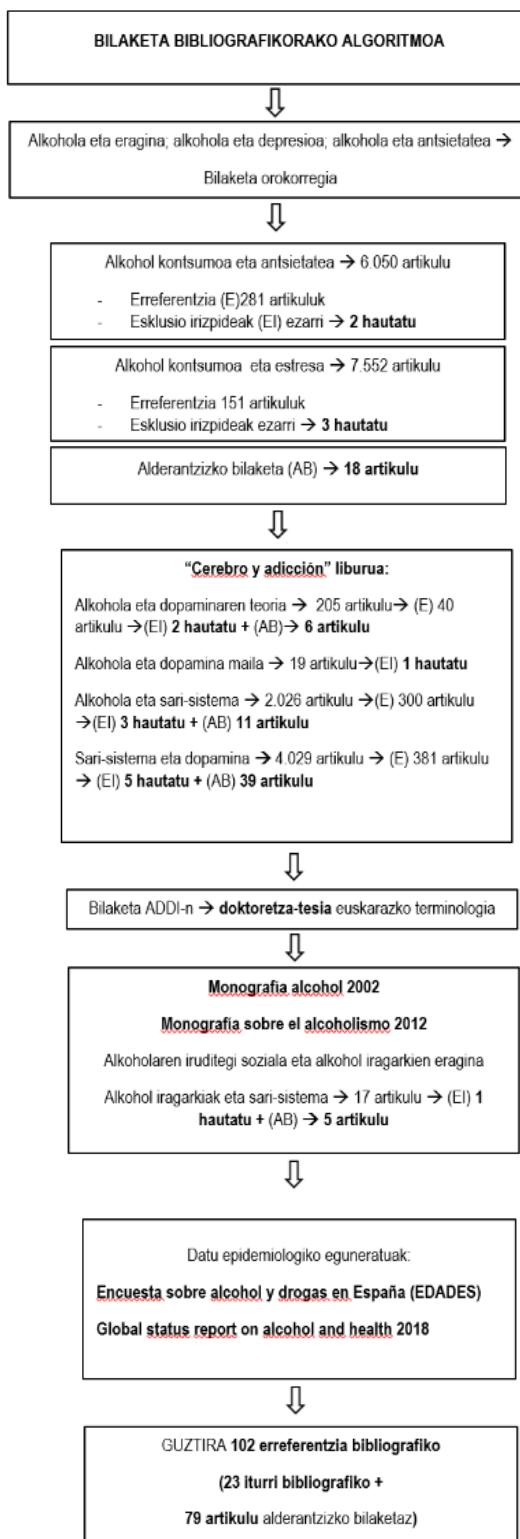 BILAKETA BIBLIOGRAFIKORAKO ALGORITMOA
Alkohola eta eragina; alkohola eta depresioa; alkohola eta antsietatea →
Bilaketa orokorregia
Alkohol kontsumoa eta antsietatea → 6.050 artikulu
- Erreferentzia (E)281 artikuluk
- Esklusio irizpideak (EI) ezarri → 2 hautatu
Alkohol kontsumoa eta estresa → 7.552 artikulu
- Erreferentzia 151 artikuluk
- Esklusio irizpideak ezarri → 3 hautatu
Alderantzizko bilaketa (AB) → 18 artikulu
“Cerebro y adicción” liburua:
Alkohola eta dopaminaren teoria → 205 artikulu→ (E) 40
artikulu →(EI) 2 hautatu + (AB)→ 6 artikulu
Alkohola eta dopamina maila → 19 artikulu→(EI) 1 hautatu
Alkohola eta sari-sistema → 2.026 artikulu →(E) 300 artikulu
→(EI) 3 hautatu + (AB) 11 artikulu
Sari-sistema eta dopamina → 4.029 artikulu → (E) 381 artikulu
→ (EI) 5 hautatu + (AB) 39 artikulu
Bilaketa ADDI-n → doktoretza-tesia euskarazko terminologia
Monografia alcohol 2002
Monografía sobre el alcoholismo 2012
Alkoholaren iruditegi soziala eta alkohol iragarkien eragina
Alkohol iragarkiak eta sari-sistema → 17 artikulu → (EI) 1
hautatu + (AB) → 5 artikulu
Datu epidemiologiko eguneratuak:
Encuesta sobre alcohol y drogas en España (EDADES)
Global status report on alcohol and health 2018
GUZTIRA 102 erreferentzia bibliografiko
(23 iturri bibliografiko +
79 artikulu alderantzizko bilaketaz)